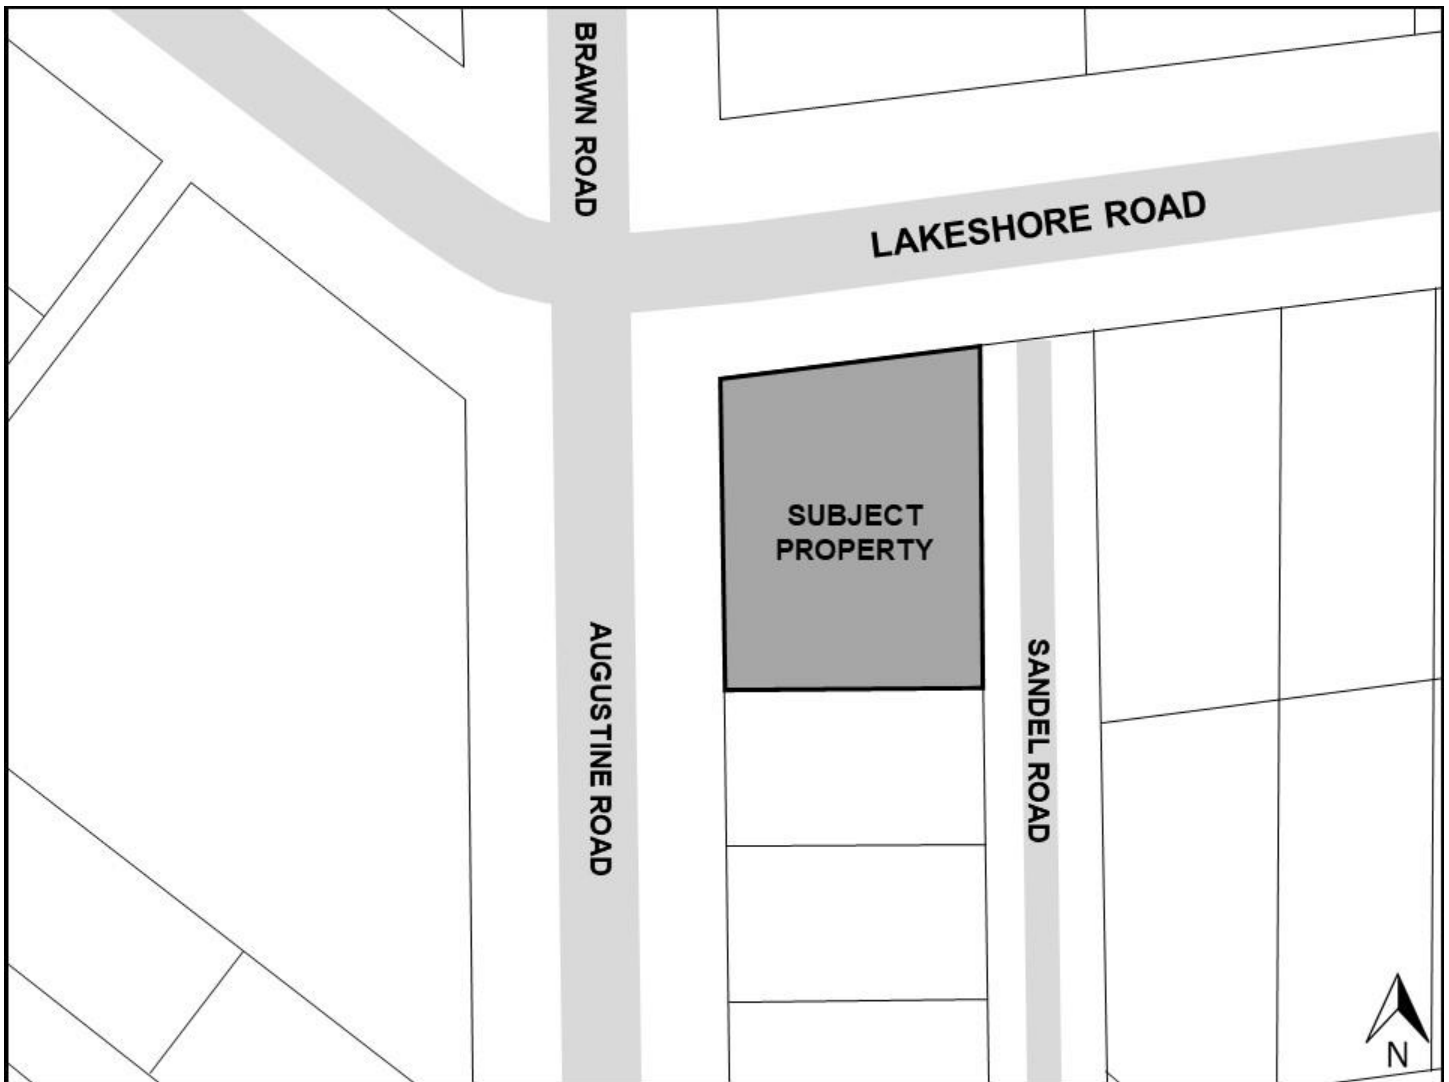 BRAWN ROAD
LAKESHORE ROAD
SUBJECT
PROPERTY
AUGUSTINE ROAD
SANDEL ROAD
N